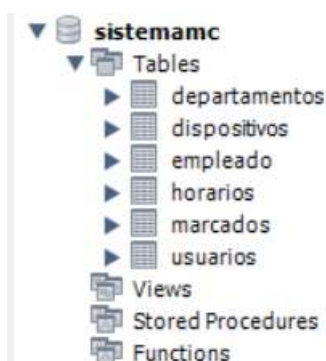 sistemamc
Tables
departamentos
dispositivos
empleado
horarios
marcados
usuarios
Views
Stored Procedures
Functions